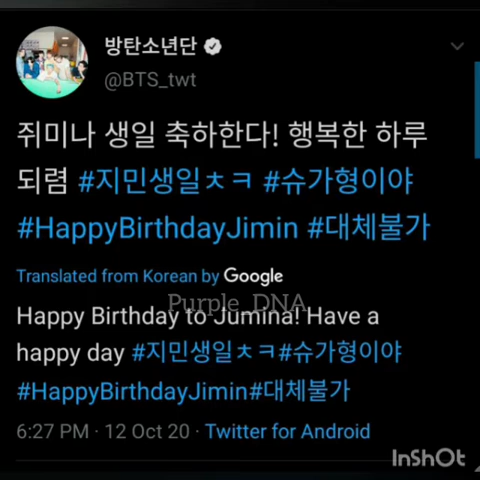 방탄소년단
@BTS_twt
쥐미나 생일 축하한다! 행복한 하루
되렴 #지민생일ㅊㅋ #슈가형이야
#HappyBirthdayJimin #대체불가
Translated from Korean by Google
Purple_DNA
Happy Birthday to Jumina! Have a
happy day #지민생일ㅊㅋ#슈가형이야
#HappyBirthdayJimin#대체불가
6:27 PM · 12 Oct 20 · Twitter for Android
InShOt